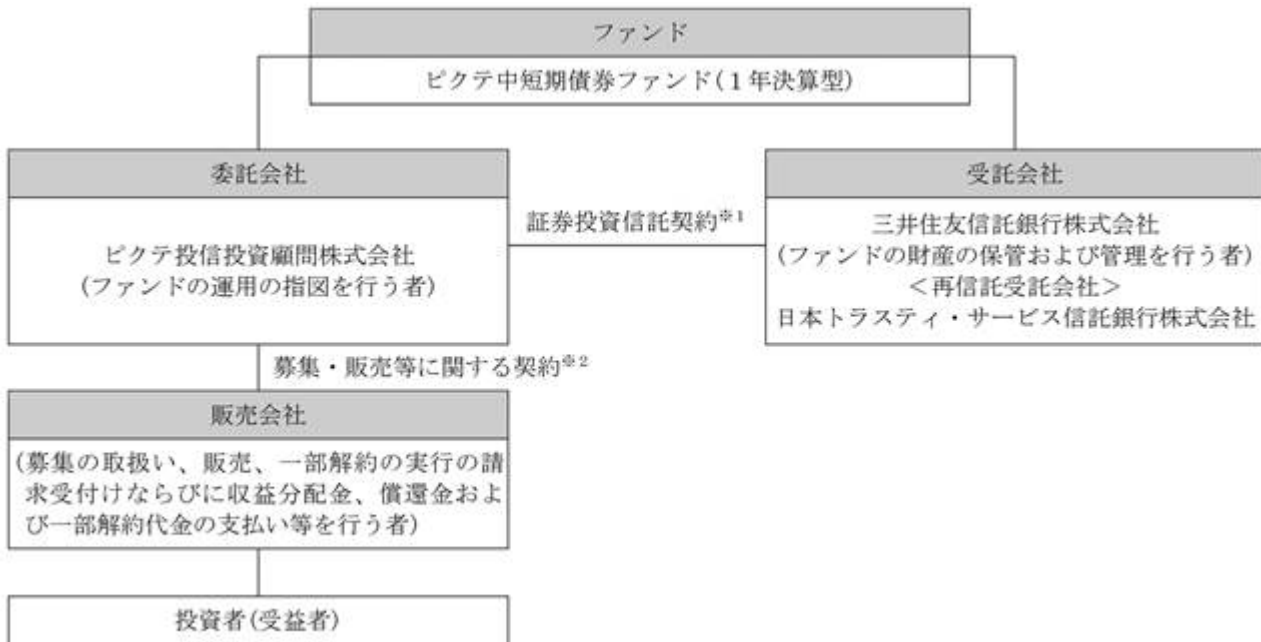 ファンド
ピクテ中短期債券ファンド(1年決算型)
委託会社
ピクテ投信投資顧問株式会社
(ファンドの運用の指図を行う者)
証券投資信託契約※1
受託会社
三井住友信託銀行株式会社
(ファンドの財産の保管および管理を行う者)
<再信託受託会社>
日本トラスティ・サービス信託銀行株式会社
募集・販売等に関する契約※2
販売会社
(募集の取扱い、販売、一部解約の実行の請
求受付けならびに収益分配金、償還金およ
び一部解約代金の支払い等を行う者)
投資者(受益者)